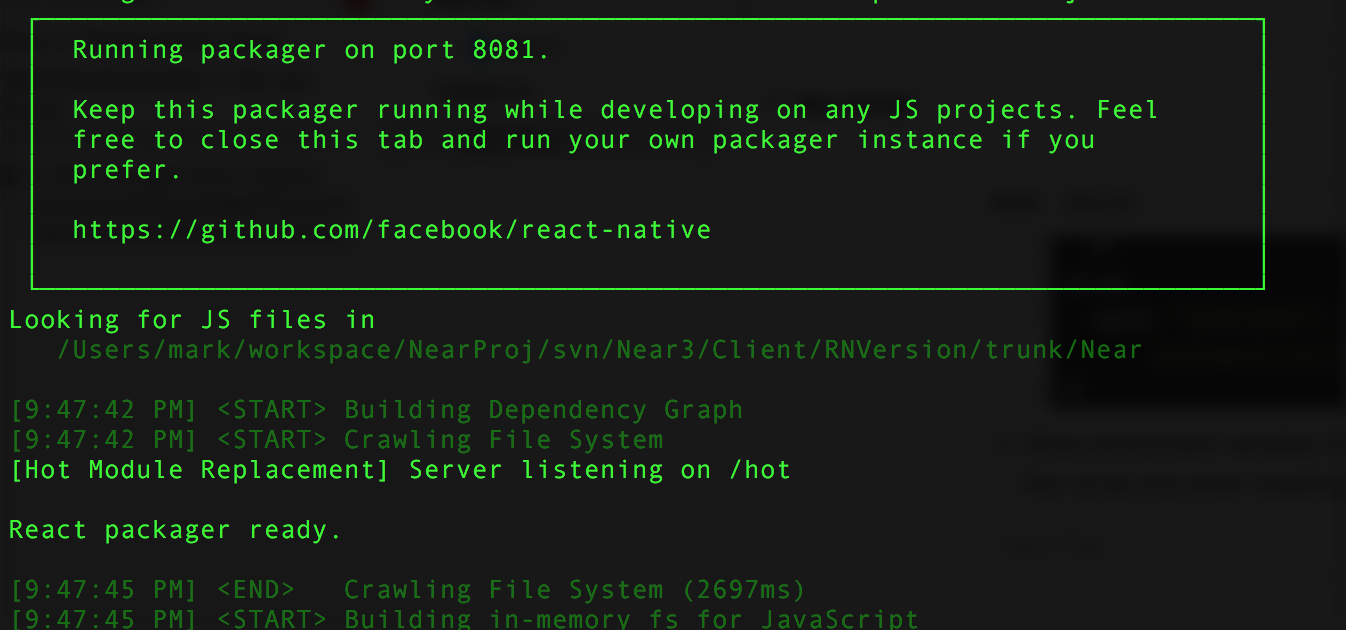 Running packager on port 8081.
Keep this packager running while developing on any JS projects. Feel
free to close this tab and run your own packager instance if you
prefer.
https://github.com/facebook/react-native
Looking for JS files in
/Users/mark/workspace/NearProj/svn/Near3/Client/RNVersion/trunk/Near
[9:47:42 PM] <START> Building Dependency Graph
[9:47:42 PM] <START> Crawling File System
[Hot Module Replacement] Server listening on /hot
React packager ready.
[9:47:45 PM] <END>   Crawling File System (2697ms)
[9:47:45 PM] <START> Building in-memory fs for JavaScript